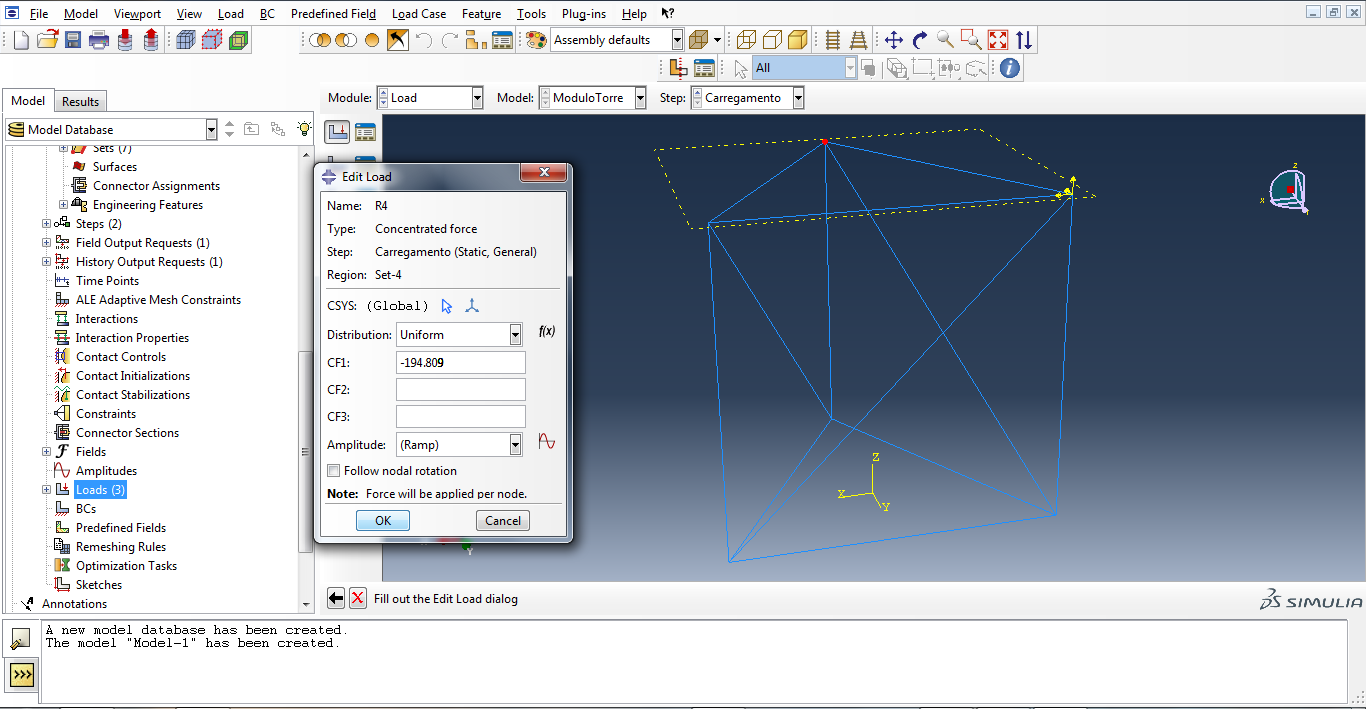 File Model Viewport View Load BC Predefined Field Load Case Feature Tools Plug-ins Help
Assembly defaults
All
Model Results
Module: Load Model: ModuloTorre Step: Carregamento
Model Database
Sets (7)
Surfaces
Connector Assignments
Engineering Features
Steps (2)
Field Output Requests (1)
History Output Requests (1)
Time Points
ALE Adaptive Mesh Constraints
Interactions
Interaction Properties
Contact Controls
Contact Initializations
Contact Stabilizations
Constraints
Connector Sections
Fields
Amplitudes
Loads (3)
BCs
Predefined Fields
Remeshing Rules
Optimization Tasks
Sketches
Annotations
Edit Load
Name: R4
Type: Concentrated force
Step: Carregamento (Static, General)
Region: Set-4
CSYS: (Global)
Distribution: Uniform f(x)
CF1: -194.809
CF2:
CF3:
Amplitude: (Ramp)
Follow nodal rotation
Note: Force will be applied per node.
OK Cancel
Z
X
Z
X
Y
Y
Fill out the Edit Load dialog
SIMULIA
A new model database has been created.
The model "Model-1" has been created.
>>>